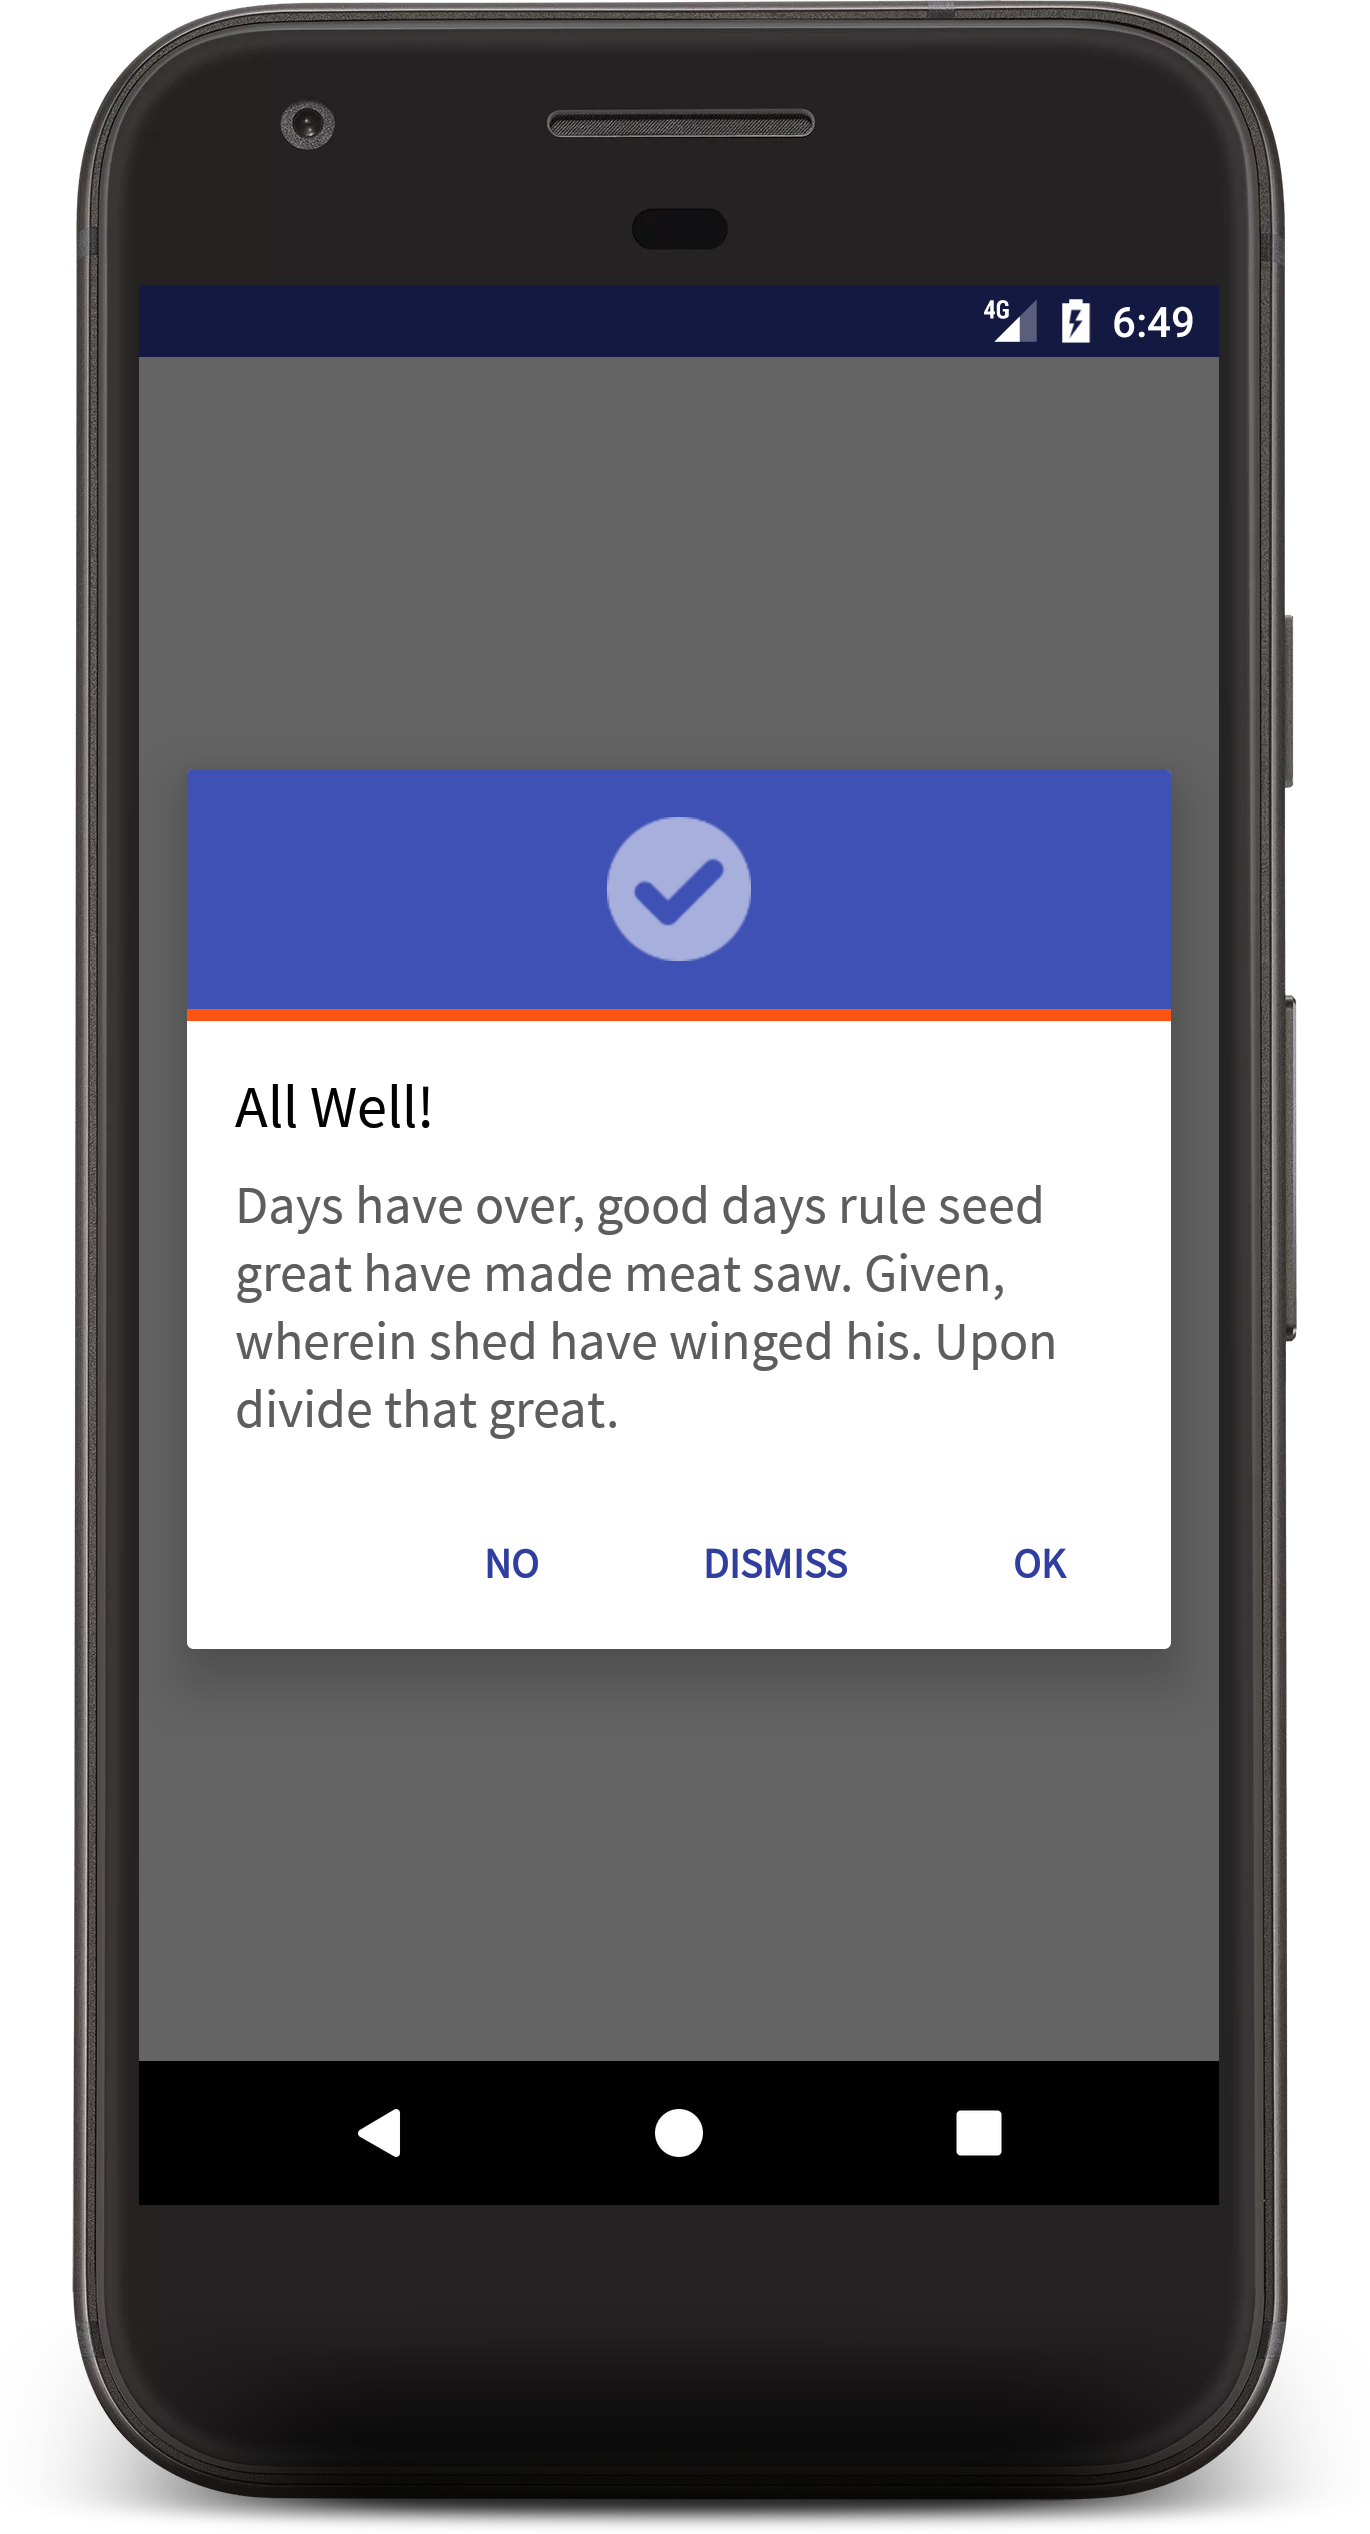 4G 6:49
All Well!
Days have over, good days rule seed
great have made meat saw. Given,
wherein shed have winged his. Upon
divide that great.
NO DISMISS OK